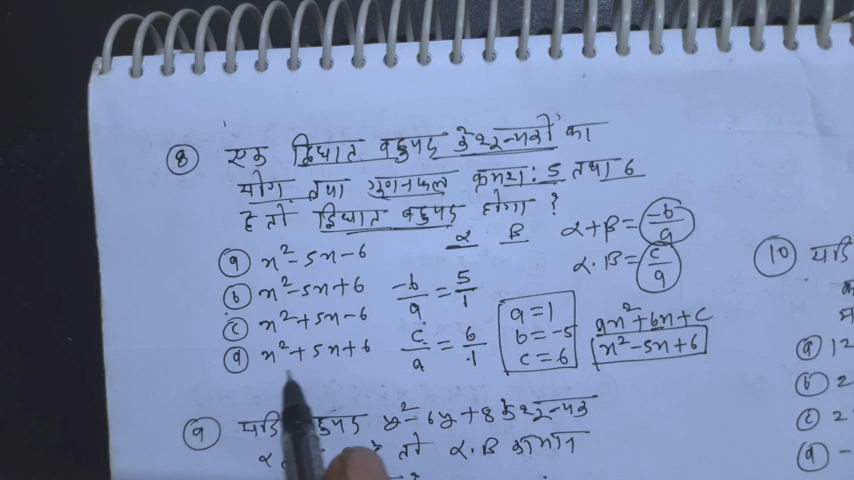 8 एक द्विघात बहुपद के शून्यकों का
योग तथा गुणनफल क्रमशः 5 तथा 6
है तो द्विघात बहुपद होगा ?
α β
α+β = -b/a
α.β = c/a
a x²-5x-6
b x²-5x+6
c x²+5x-6
d x²+5x+6
-b/a = 5/1
c/a = 6/1
a=1
b=-5
c=6
ax²+bx+c
x²-5x+6
9 यदि बहुपद y²-6y+8 के शून्यक
α तो α.β का मान
10 यदि
a 12
b 2
c 2
d -